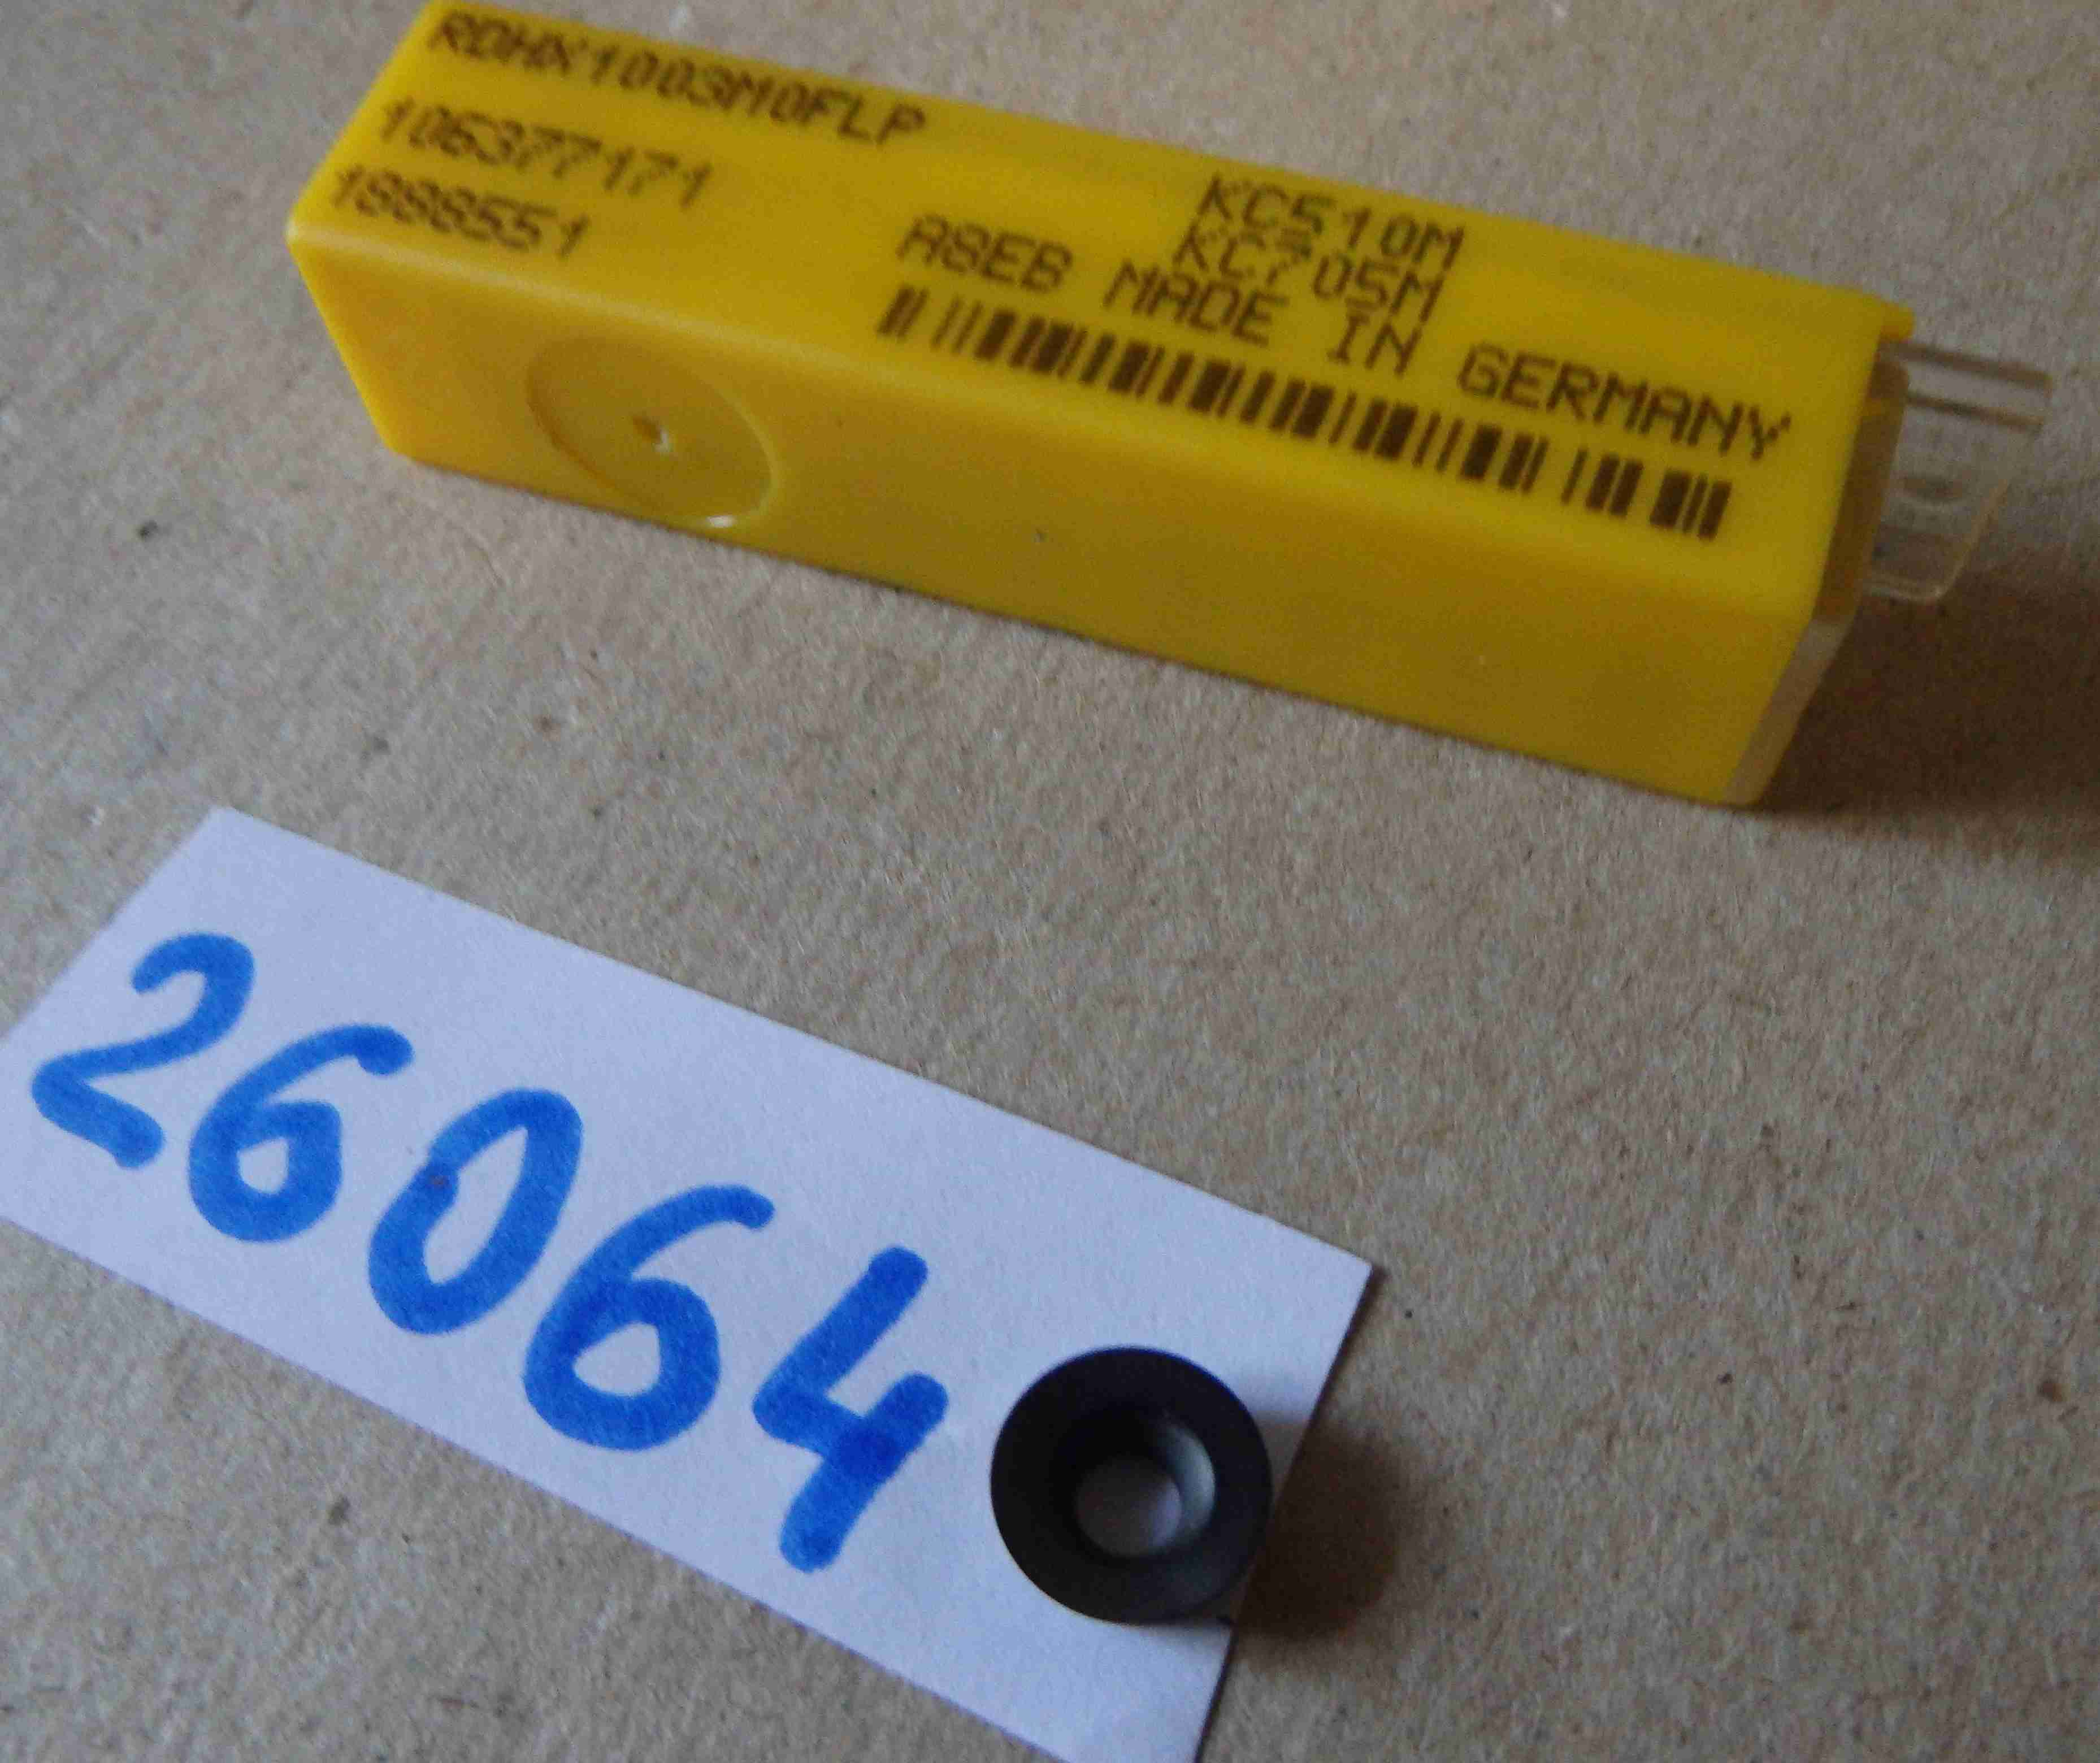 RDHX1003M0FLP
106377171
1888551
KC510M
KC705M
A8EB MADE IN GERMANY
26064